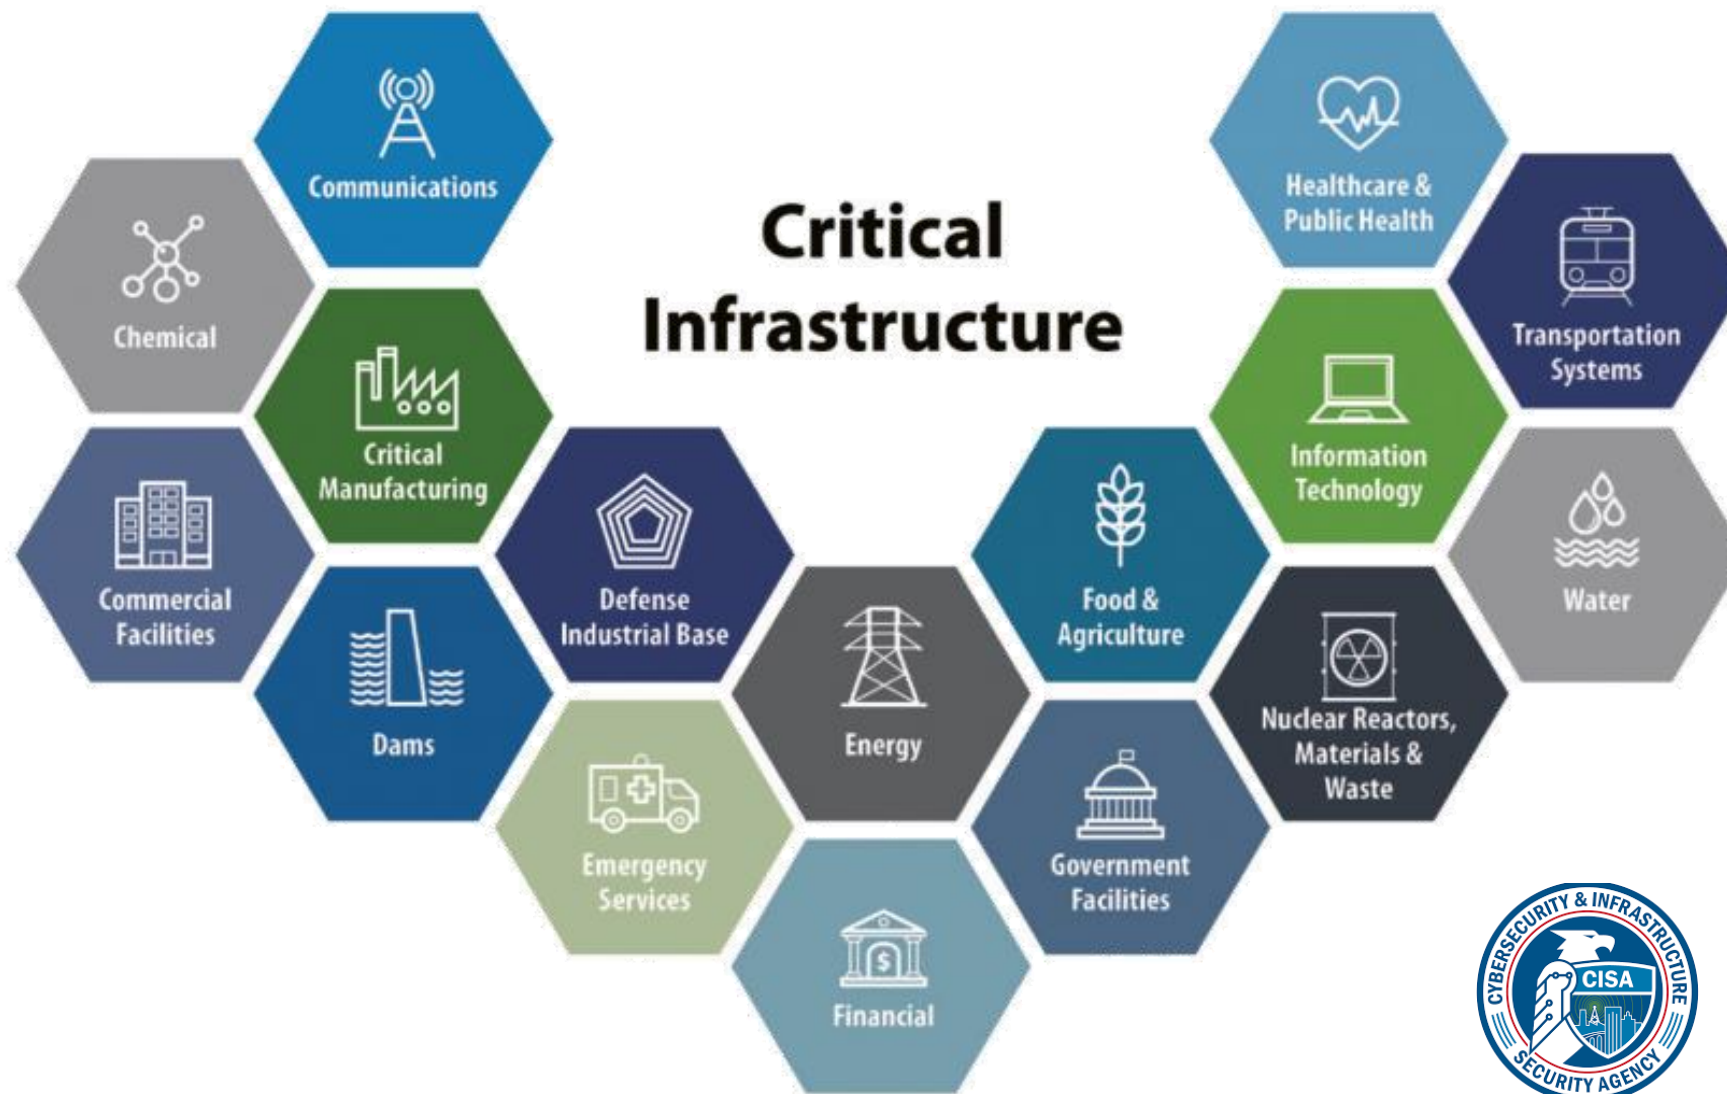 Critical
Infrastructure
Communications
Healthcare &
Public Health
Chemical
Transportation
Systems
Critical
Manufacturing
Information
Technology
Commercial
Facilities
Defense
Industrial Base
Food &
Agriculture
Water
Dams
Energy
Nuclear Reactors,
Materials &
Waste
Emergency
Services
Government
Facilities
$
Financial
CYBERSECURITY & INFRASTRUCTURE
CISA
SECURITY AGENCY